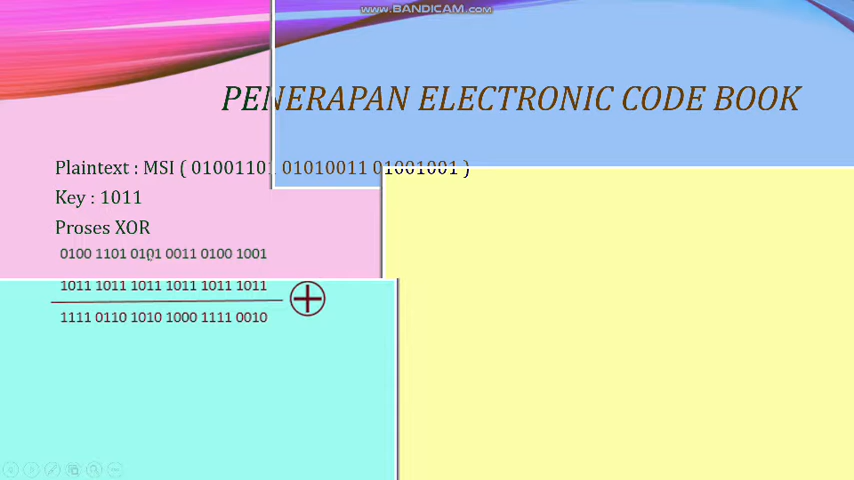 WWW.BANDICAM.COM
PENERAPAN ELECTRONIC CODE BOOK
Plaintext : MSI ( 01001101 01010011 01001001 )
Key : 1011
Proses XOR
0100 1101 0101 0011 0100 1001
1011 1011 1011 1011 1011 1011
1111 0110 1010 1000 1111 0010